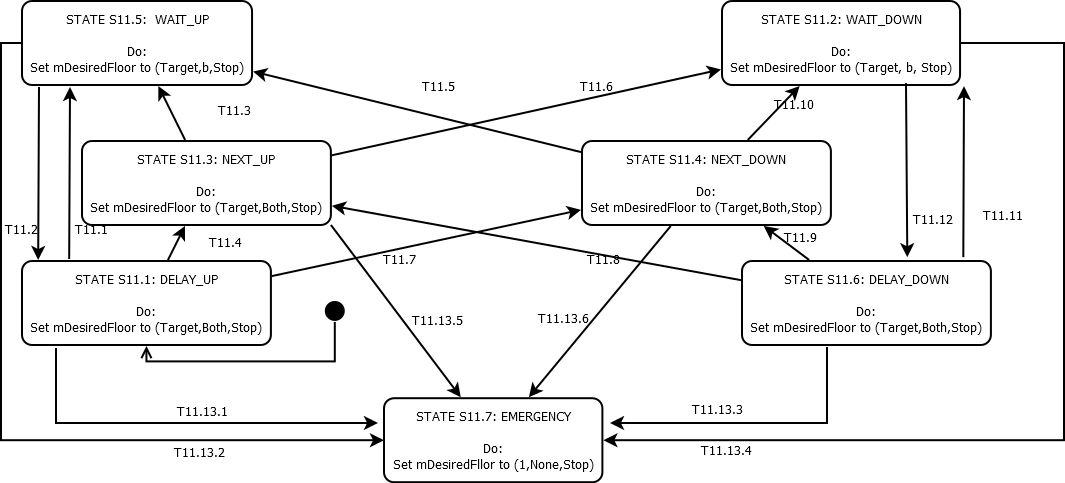 STATE S11.5:  WAIT_UP
Do:
Set mDesiredFloor to (Target,b,Stop)
STATE S11.2: WAIT_DOWN
Do:
Set mDesiredFloor to (Target, b, Stop)
T11.5
T11.6
T11.10
T11.3
STATE S11.3: NEXT_UP
Do:
Set mDesiredFloor to (Target,Both,Stop)
STATE S11.4: NEXT_DOWN
Do:
Set mDesiredFloor to (Target,Both,Stop)
T11.2
T11.1
T11.4
T11.7
T11.8
T11.9
T11.12
T11.11
STATE S11.1: DELAY_UP
Do:
Set mDesiredFloor to (Target,Both,Stop)
STATE S11.6: DELAY_DOWN
Do:
Set mDesiredFloor to (Target,Both,Stop)
T11.13.5
T11.13.6
T11.13.1
T11.13.3
T11.13.2
T11.13.4
STATE S11.7: EMERGENCY
Do:
Set mDesiredFllor to (1,None,Stop)